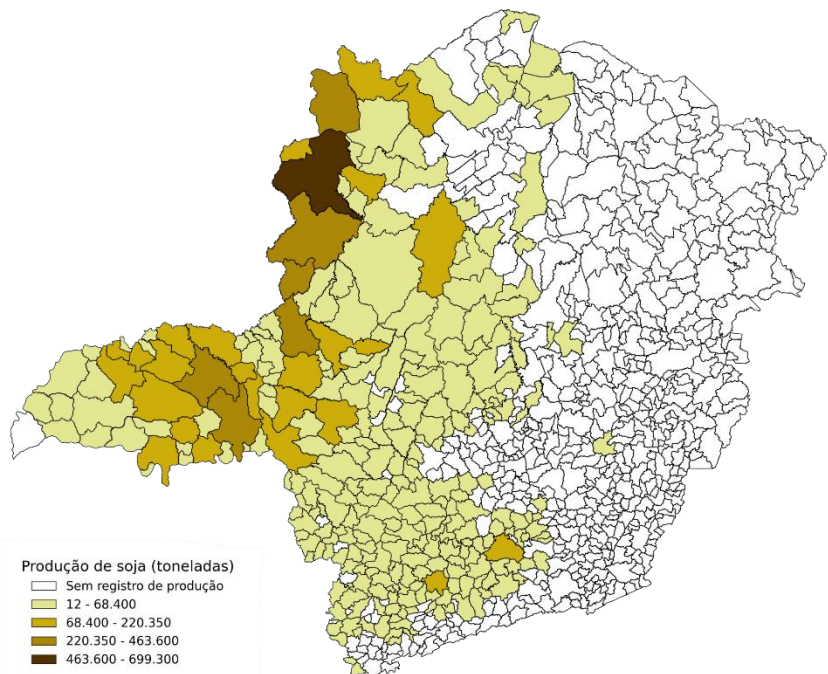 Produção de soja (toneladas)
Sem registro de produção
12 - 68.400
68.400 - 220.350
220.350 - 463.600
463.600 - 699.300